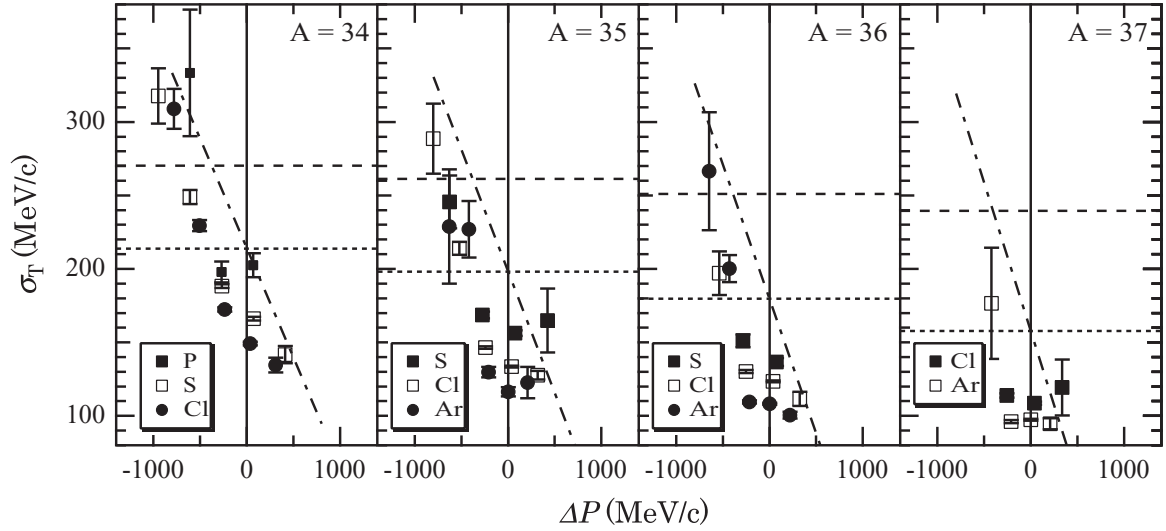 A = 34
A = 35
A = 36
A = 37
300
200
100
σT (MeV/c)
P
S
Cl
S
Cl
Ar
S
Cl
Ar
Cl
Ar
-1000 0 1000
-1000 0 1000
-1000 0 1000
-1000 0 1000
ΔP (MeV/c)